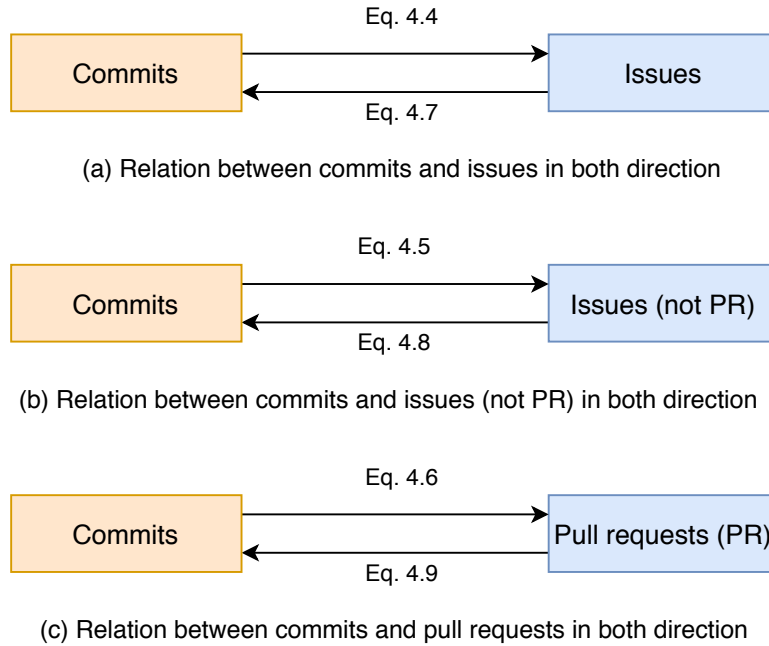 Eq. 4.4
Commits
Issues
Eq. 4.7
(a) Relation between commits and issues in both direction
Eq. 4.5
Commits
Issues (not PR)
Eq. 4.8
(b) Relation between commits and issues (not PR) in both direction
Eq. 4.6
Commits
Pull requests (PR)
Eq. 4.9
(c) Relation between commits and pull requests in both direction